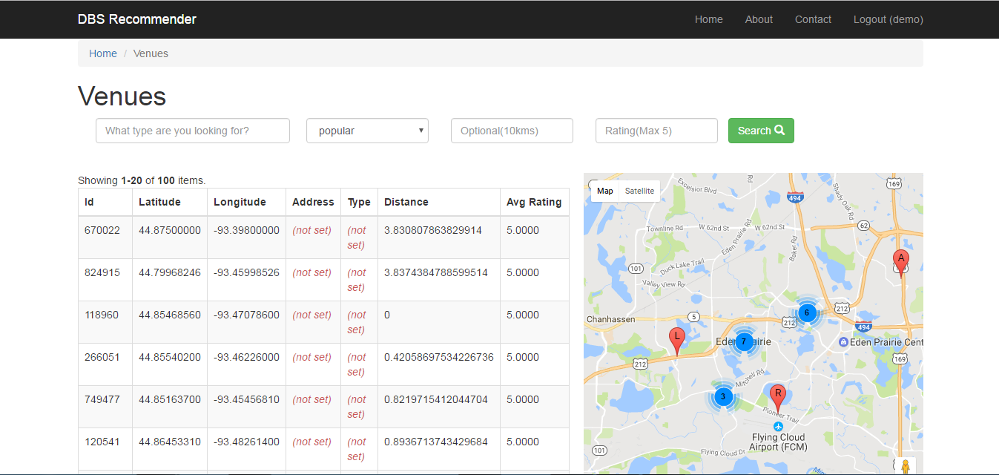 DBS Recommender
Home About Contact Logout (demo)
Home / Venues
Venues
What type are you looking for?
popular
Optional(10kms)
Rating(Max 5)
Search
Showing 1-20 of 100 items.
Id Latitude Longitude Address Type Distance Avg Rating
670022 44.87500000 -93.39800000 (not set) (not set) 3.830807863829914 5.0000
824915 44.79968246 -93.45998526 (not set) (not set) 3.8374384788599514 5.0000
118960 44.85468560 -93.47078600 (not set) (not set) 0 5.0000
266051 44.85540200 -93.46226000 (not set) (not set) 0.42058697534226736 5.0000
749477 44.85163700 -93.45456810 (not set) (not set) 0.8219715412044704 5.0000
120541 44.86453310 -93.48261400 (not set) (not set) 0.8936713743429684 5.0000
Map Satellite
Excelsior Blvd
Rd
169
494
Shady Oak Rd
62
Townline Rd
W 62nd St
W 62nd St
Eden Prairie Rd
Baker Rd
A
101
Duck Lake Trail
Valley View Rd
Chanhassen
5
6
212
212
494
L
7
Eden Prairie
Eden Prairie Cent
169
212
Mitchell Rd
3
R
Pioneer Trail
Flying Cloud
Airport (FCM)
101
Flying Cloud Dr